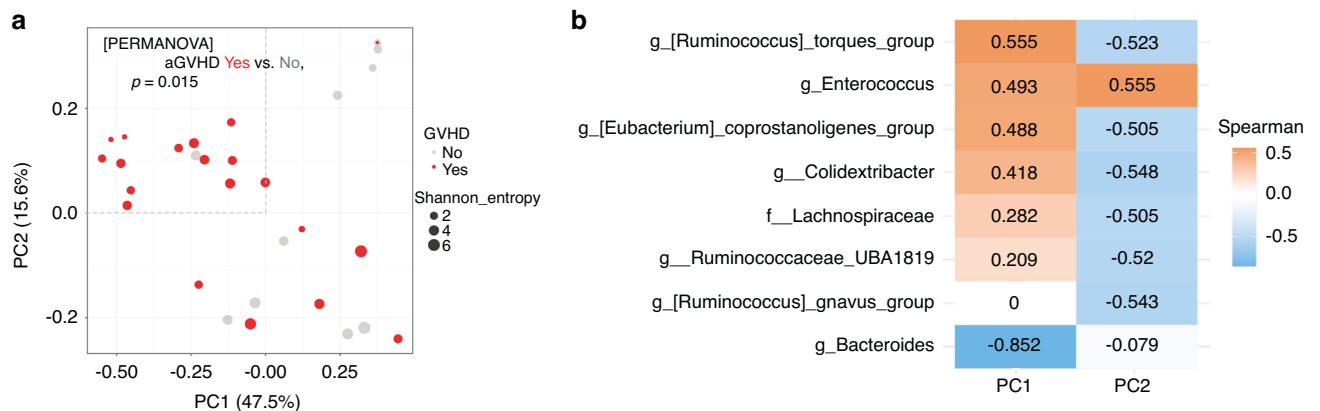 a
[PERMANOVA]
aGVHD Yes vs. No,
p = 0.015
0.2
0.0
-0.2
PC2 (15.6%)
-0.50
-0.25
-0.00
0.25
PC1 (47.5%)
GVHD
No
Yes
Shannon_entropy
2
4
6
b
g_[Ruminococcus]_torques_group 0.555 -0.523
g_Enterococcus 0.493 0.555
g_[Eubacterium]_coprostanoligenes_group 0.488 -0.505
g__Colidextribacter 0.418 -0.548
f__Lachnospiraceae 0.282 -0.505
g__Ruminococcaceae_UBA1819 0.209 -0.52
g_[Ruminococcus]_gnavus_group 0 -0.543
g_Bacteroides -0.852 -0.079
PC1 PC2
Spearman
0.5
0.0
-0.5